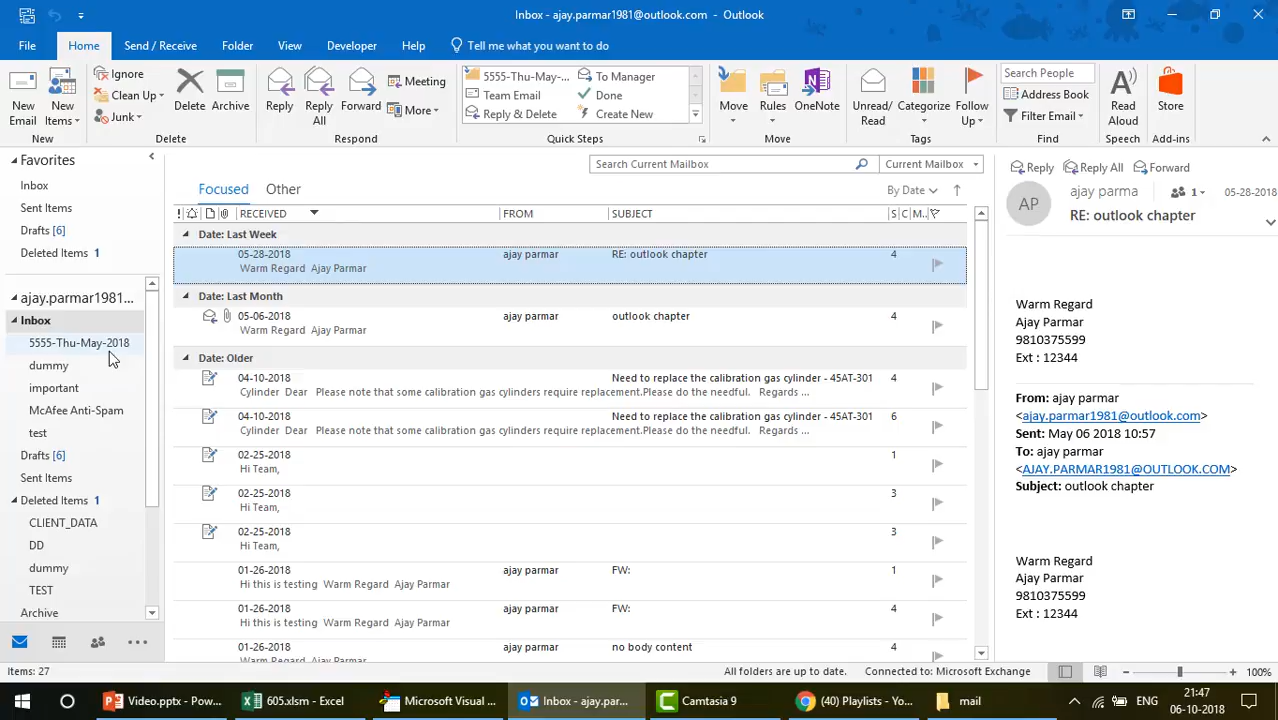 Inbox - ajay.parmar1981@outlook.com - Outlook
File Home Send / Receive Folder View Developer Help Tell me what you want to do
New Email
New Items
Ignore
Clean Up
Junk
Delete
Archive
Reply
Reply All
Forward
Meeting
More
5555-Thu-May-...
Team Email
Reply & Delete
To Manager
Done
Create New
Move
Rules
OneNote
Unread/ Read
Categorize
Follow Up
Search People
Address Book
Filter Email
Read Aloud
Store
New Delete Respond Quick Steps Move Tags Find Speech Add-ins
Favorites
Inbox
Sent Items
Drafts [6]
Deleted Items 1
ajay.parmar1981...
Inbox
5555-Thu-May-2018
dummy
important
McAfee Anti-Spam
test
Drafts [6]
Sent Items
Deleted Items 1
CLIENT_DATA
DD
dummy
TEST
Archive
Search Current Mailbox
Current Mailbox
Focused Other
By Date
! RECEIVED FROM SUBJECT S C M..
Date: Last Week
05-28-2018 ajay parmar RE: outlook chapter 4
Warm Regard Ajay Parmar
Date: Last Month
05-06-2018 ajay parmar outlook chapter 4
Warm Regard Ajay Parmar
Date: Older
04-10-2018 Need to replace the calibration gas cylinder - 45AT-301 4
Cylinder Dear Please note that some calibration gas cylinders require replacement.Please do the needful. Regards ...
04-10-2018 Need to replace the calibration gas cylinder - 45AT-301 6
Cylinder Dear Please note that some calibration gas cylinders require replacement.Please do the needful. Regards ...
02-25-2018 1
Hi Team,
02-25-2018 3
Hi Team,
02-25-2018 3
Hi Team,
01-26-2018 ajay parmar FW: 1
Hi this is testing Warm Regard Ajay Parmar
01-26-2018 ajay parmar FW: 4
Hi this is testing Warm Regard Ajay Parmar
01-26-2018 ajay parmar no body content 4
Warm Regard Ajay Parmar
Reply Reply All Forward
AP
ajay parma
1
05-28-2018
RE: outlook chapter
Warm Regard
Ajay Parmar
9810375599
Ext : 12344
From: ajay parmar
<ajay.parmar1981@outlook.com>
Sent: May 06 2018 10:57
To: ajay parmar
<AJAY.PARMAR1981@OUTLOOK.COM>
Subject: outlook chapter
Warm Regard
Ajay Parmar
9810375599
Ext : 12344
Items: 27
All folders are up to date. Connected to: Microsoft Exchange
100%
Video.pptx - Pow...
605.xlsm - Excel
Microsoft Visual ...
Inbox - ajay.par...
Camtasia 9
(40) Playlists - Yo...
mail
ENG
21:47
06-10-2018